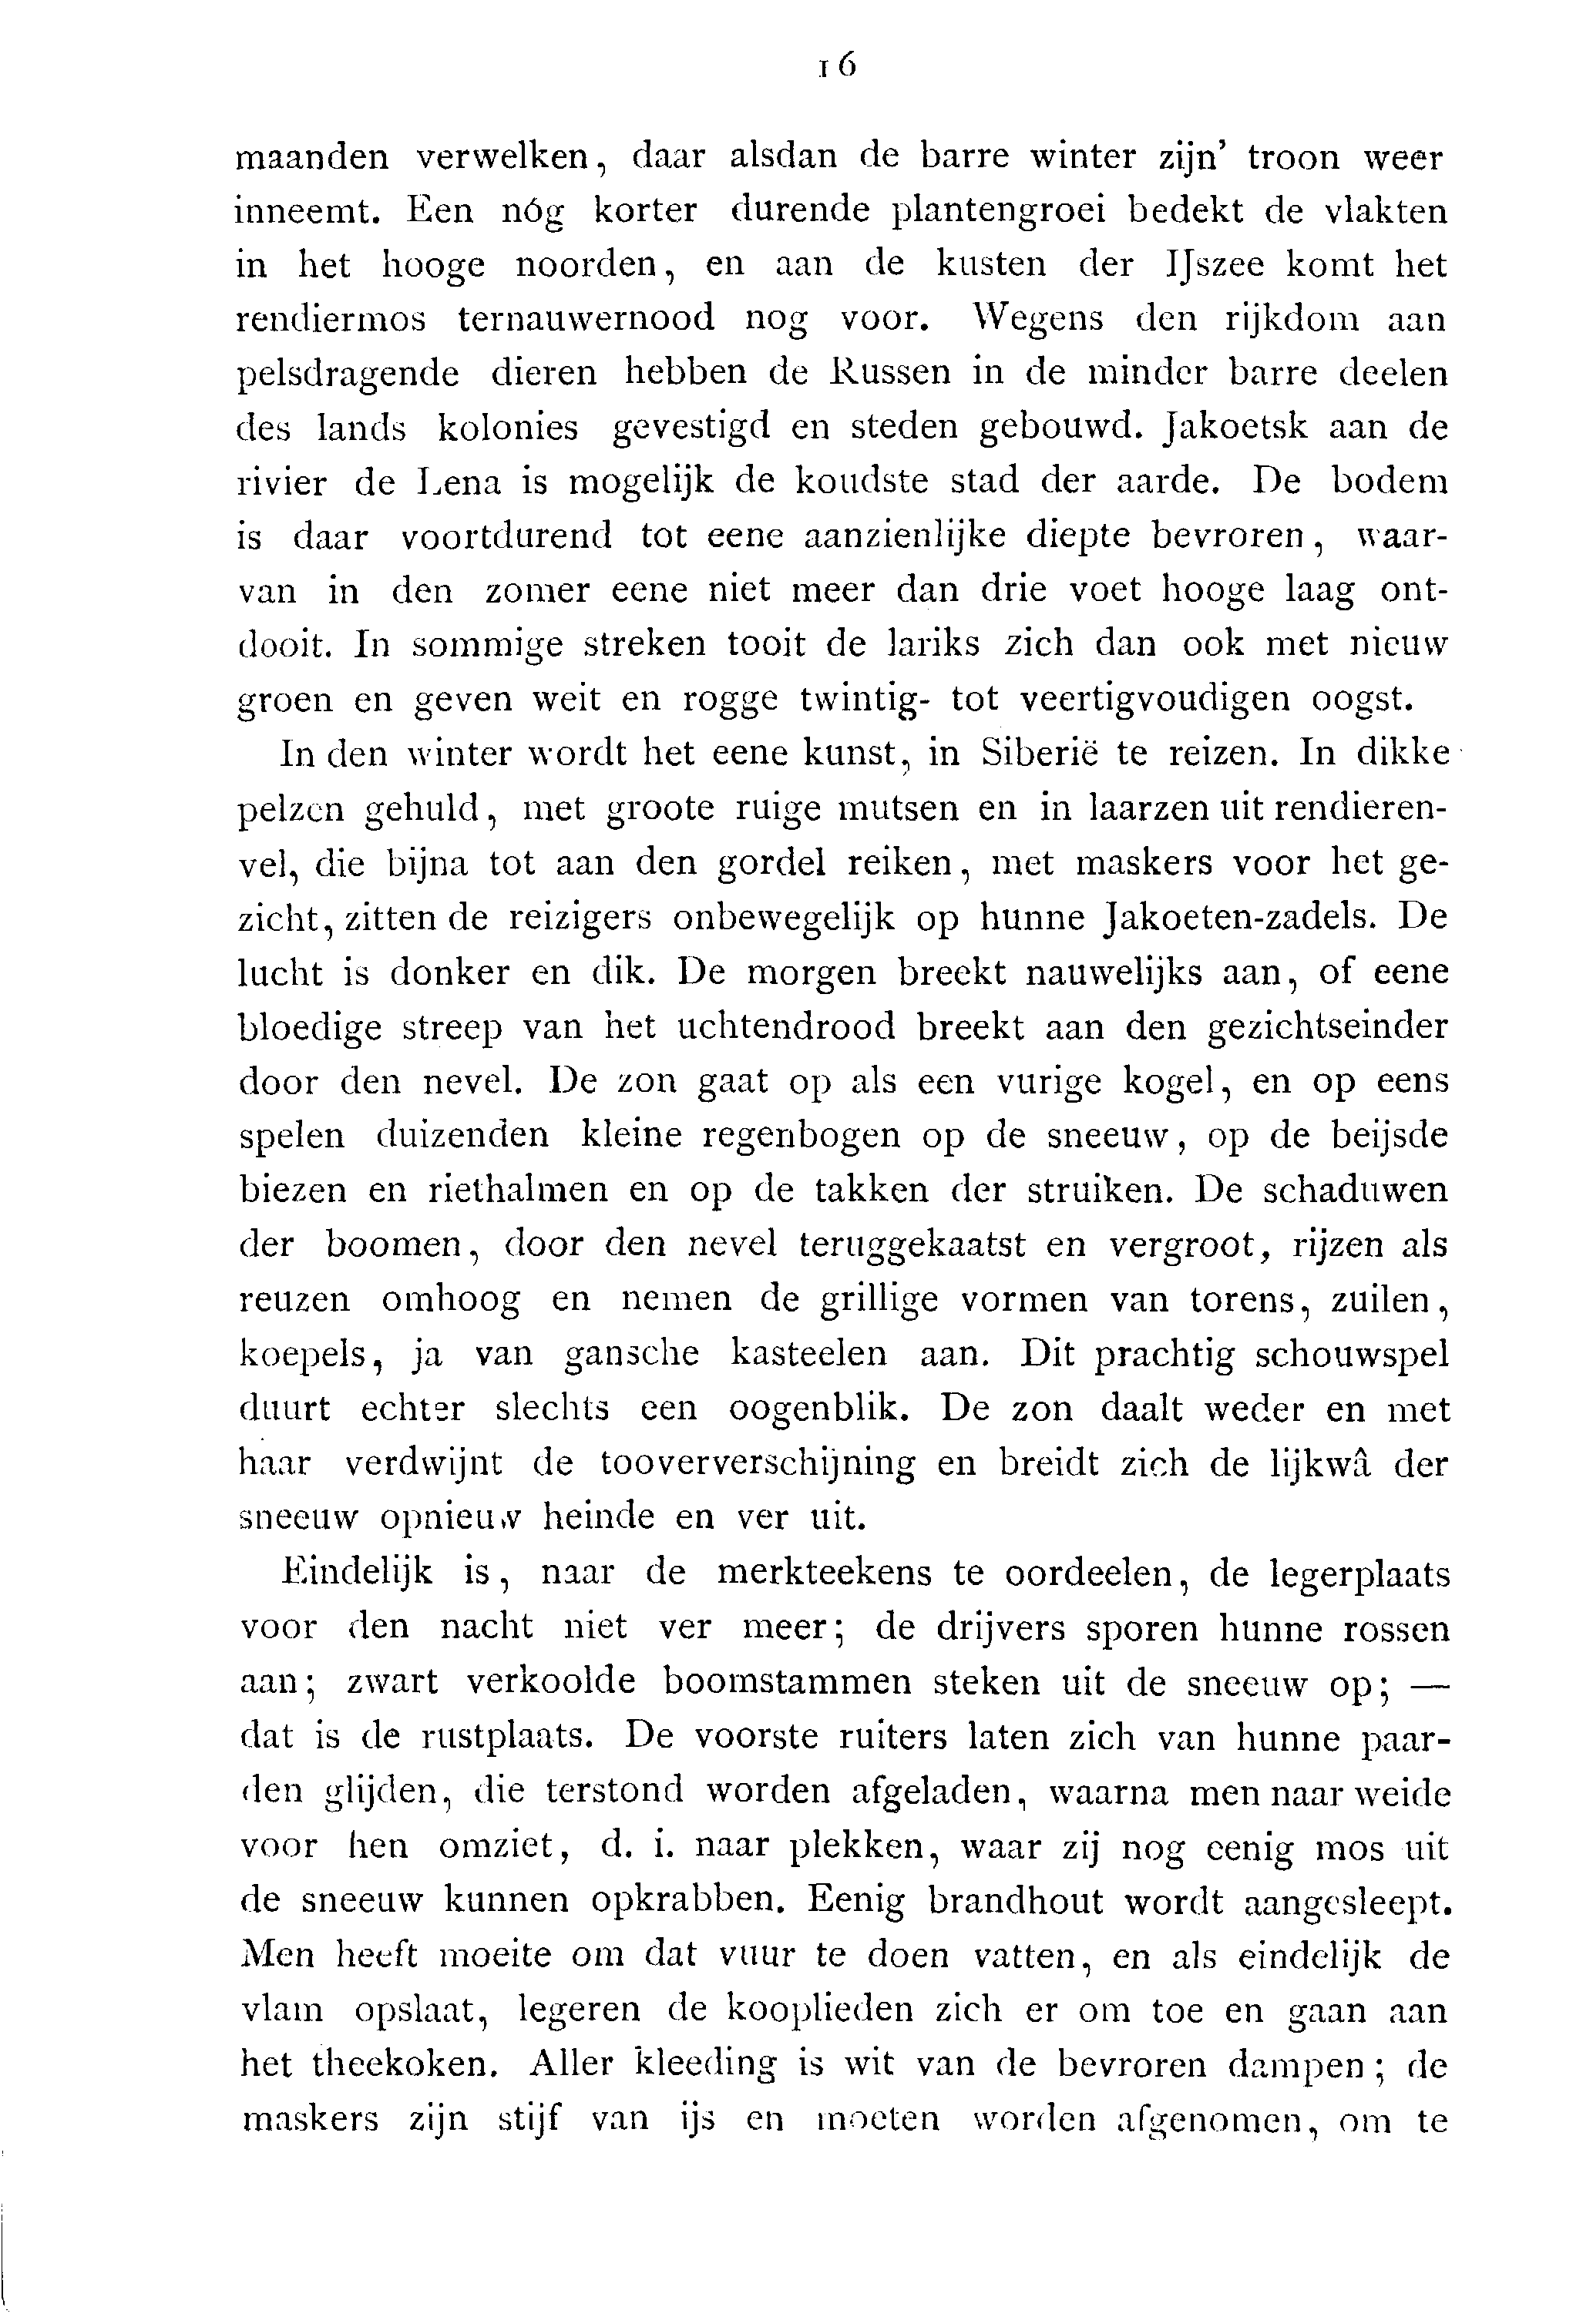 16
maanden verwelken, daar alsdan de barre winter zijn' troon weer
inneemt. Een nóg korter durende plantengroei bedekt de vlakten
in het hooge noorden, en aan de kusten der IJszee komt het
rendiermos ternauwernood nog voor. Wegens den rijkdom aan
pelsdragende dieren hebben de Russen in de minder barre deelen
des lands kolonies gevestigd en steden gebouwd. Jakoetsk aan de
rivier de Lena is mogelijk de koudste stad der aarde. De bodem
is daar voortdurend tot eene aanzienlijke diepte bevroren, waar-
van in den zomer eene niet meer dan drie voet hooge laag ont-
dooit. In sommige streken tooit de lariks zich dan ook met nieuw
groen en geven weit en rogge twintig- tot veertigvoudigen oogst.
In den winter wordt het eene kunst, in Siberië te reizen. In dikke
pelzen gehuld, met groote ruige mutsen en in laarzen uit rendieren-
vel, die bijna tot aan den gordel reiken, met maskers voor het ge-
zicht, zitten de reizigers onbewegelijk op hunne Jakoeten-zadels. De
lucht is donker en dik. De morgen breekt nauwelijks aan, of eene
bloedige streep van het uchtendrood breekt aan den gezichtseinder
door den nevel. De zon gaat op als een vurige kogel, en op eens
spelen duizenden kleine regenbogen op de sneeuw, op de beijsde
biezen en riethalmen en op de takken der struiken. De schaduwen
der boomen, door den nevel teruggekaatst en vergroot, rijzen als
reuzen omhoog en nemen de grillige vormen van torens, zuilen,
koepels, ja van gansche kasteelen aan. Dit prachtig schouwspel
duurt echter slechts een oogenblik. De zon daalt weder en met
haar verdwijnt de tooververschijning en breidt zich de lijkwâ der
sneeuw opnieuw heinde en ver uit.
Eindelijk is, naar de merkteekens te oordeelen, de legerplaats
voor den nacht niet ver meer; de drijvers sporen hunne rossen
aan; zwart verkoolde boomstammen steken uit de sneeuw op; —
dat is de rustplaats. De voorste ruiters laten zich van hunne paar-
den glijden, die terstond worden afgeladen, waarna men naar weide
voor hen omziet, d. i. naar plekken, waar zij nog eenig mos uit
de sneeuw kunnen opkrabben. Eenig brandhout wordt aangesleept.
Men heeft moeite om dat vuur te doen vatten, en als eindelijk de
vlam opslaat, legeren de kooplieden zich er om toe en gaan aan
het theekoken. Aller kleeding is wit van de bevroren dampen; de
maskers zijn stijf van ijs en moeten worden afgenomen, om te